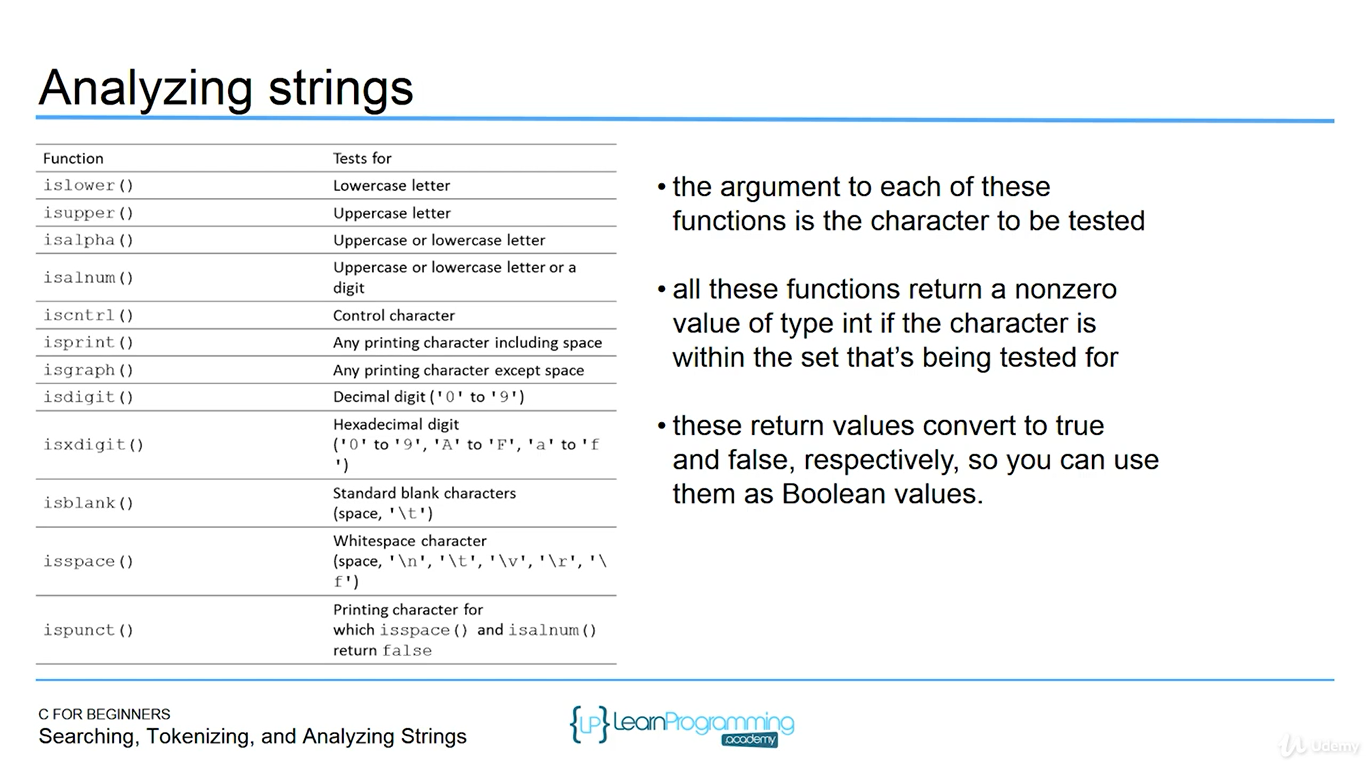 Analyzing strings
Function Tests for
islower() Lowercase letter
isupper() Uppercase letter
isalpha() Uppercase or lowercase letter
isalnum() Uppercase or lowercase letter or a
digit
iscntrl() Control character
isprint() Any printing character including space
isgraph() Any printing character except space
isdigit() Decimal digit ('0' to '9')
isxdigit() Hexadecimal digit
('0' to '9', 'A' to 'F', 'a' to 'f
')
isblank() Standard blank characters
(space, '\t')
isspace() Whitespace character
(space, '\n', '\t', '\v', '\r', '\
f')
ispunct() Printing character for
which isspace() and isalnum()
return false
• the argument to each of these
functions is the character to be tested
• all these functions return a nonzero
value of type int if the character is
within the set that’s being tested for
• these return values convert to true
and false, respectively, so you can use
them as Boolean values.
C FOR BEGINNERS
Searching, Tokenizing, and Analyzing Strings
{LP} LearnProgramming
.academy
Udemy